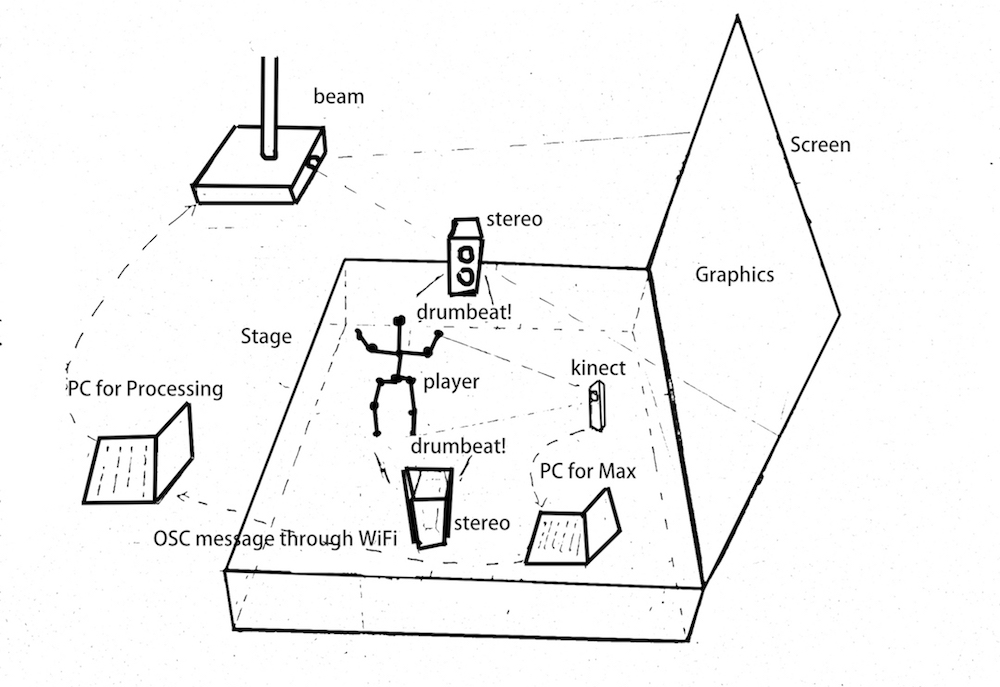 beam
Screen
stereo
Graphics
drumbeat!
Stage
kinect
player
PC for Processing
drumbeat!
PC for Max
stereo
OSC message through WiFi